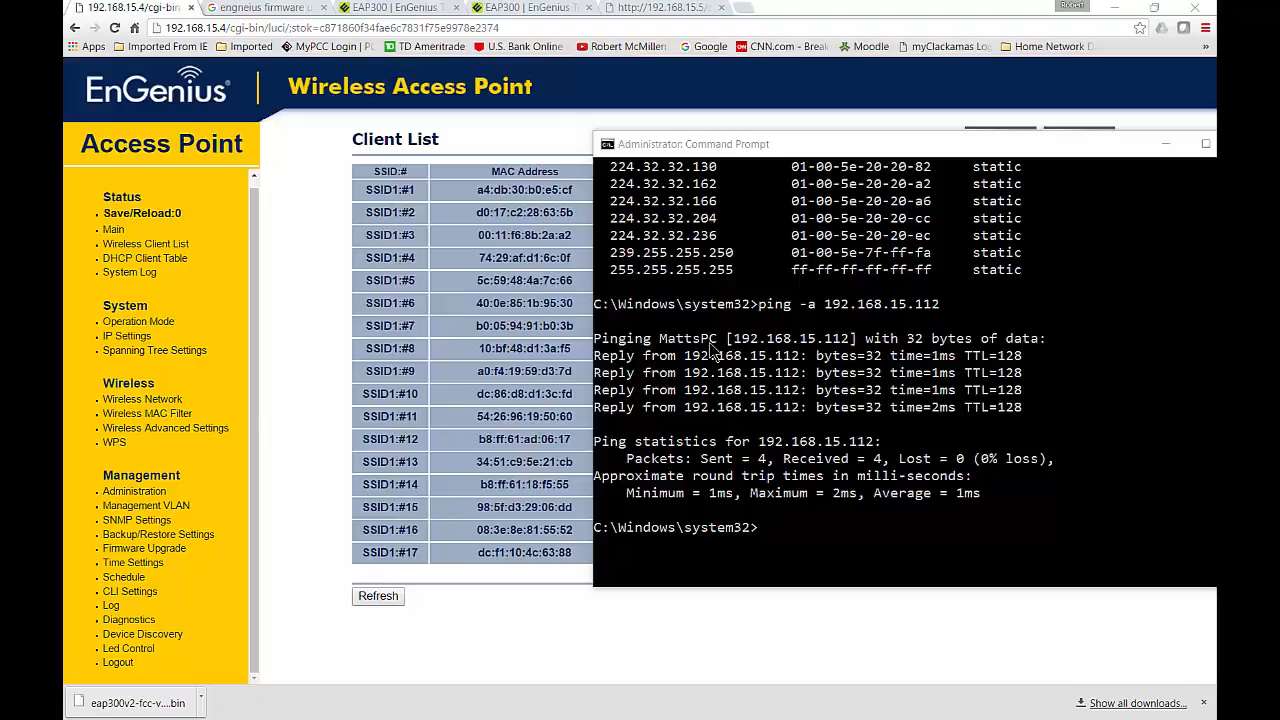 192.168.15.4/cgi-bin
engneius firmware u
EAP300 | EnGenius T
EAP300 | EnGenius T
http://192.168.15.5/c
Robert
192.168.15.4/cgi-bin/luci/;stok=c871860f34fae6c7831f75e9978e2374
Apps
Imported From IE
Imported
MyPCC Login | P
TD Ameritrade
U.S. Bank Online
Robert McMillen
Google
CNN.com - Break
Moodle
myClackamas Log
Home Network D
»
EnGenius
Wireless Access Point
Access Point
Status
Save/Reload:0
Main
Wireless Client List
DHCP Client Table
System Log
System
Operation Mode
IP Settings
Spanning Tree Settings
Wireless
Wireless Network
Wireless MAC Filter
Wireless Advanced Settings
WPS
Management
Administration
Management VLAN
SNMP Settings
Backup/Restore Settings
Firmware Upgrade
Time Settings
Schedule
CLI Settings
Log
Diagnostics
Device Discovery
Led Control
Logout
Client List
SSID:# MAC Address
SSID1:#1 a4:db:30:b0:e5:cf
SSID1:#2 d0:17:c2:28:63:5b
SSID1:#3 00:11:f6:8b:2a:a2
SSID1:#4 74:29:af:d1:6c:0f
SSID1:#5 5c:59:48:4a:7c:66
SSID1:#6 40:0e:85:1b:95:30
SSID1:#7 b0:05:94:91:b0:3b
SSID1:#8 10:bf:48:d1:3a:f5
SSID1:#9 a0:f4:19:59:d3:7d
SSID1:#10 dc:86:d8:d1:3c:fd
SSID1:#11 54:26:96:19:50:60
SSID1:#12 b8:ff:61:ad:06:17
SSID1:#13 34:51:c9:5e:21:cb
SSID1:#14 b8:ff:61:18:f5:55
SSID1:#15 98:5f:d3:29:06:dd
SSID1:#16 08:3e:8e:81:55:52
SSID1:#17 dc:f1:10:4c:63:88
Refresh
Administrator: Command Prompt
224.32.32.130 01-00-5e-20-20-82 static
224.32.32.162 01-00-5e-20-20-a2 static
224.32.32.166 01-00-5e-20-20-a6 static
224.32.32.204 01-00-5e-20-20-cc static
224.32.32.236 01-00-5e-20-20-ec static
239.255.255.250 01-00-5e-7f-ff-fa static
255.255.255.255 ff-ff-ff-ff-ff-ff static
C:\Windows\system32>ping -a 192.168.15.112
Pinging MattsPC [192.168.15.112] with 32 bytes of data:
Reply from 192.168.15.112: bytes=32 time=1ms TTL=128
Reply from 192.168.15.112: bytes=32 time=1ms TTL=128
Reply from 192.168.15.112: bytes=32 time=1ms TTL=128
Reply from 192.168.15.112: bytes=32 time=2ms TTL=128
Ping statistics for 192.168.15.112:
Packets: Sent = 4, Received = 4, Lost = 0 (0% loss),
Approximate round trip times in milli-seconds:
Minimum = 1ms, Maximum = 2ms, Average = 1ms
C:\Windows\system32>
eap300v2-fcc-v....bin
Show all downloads...